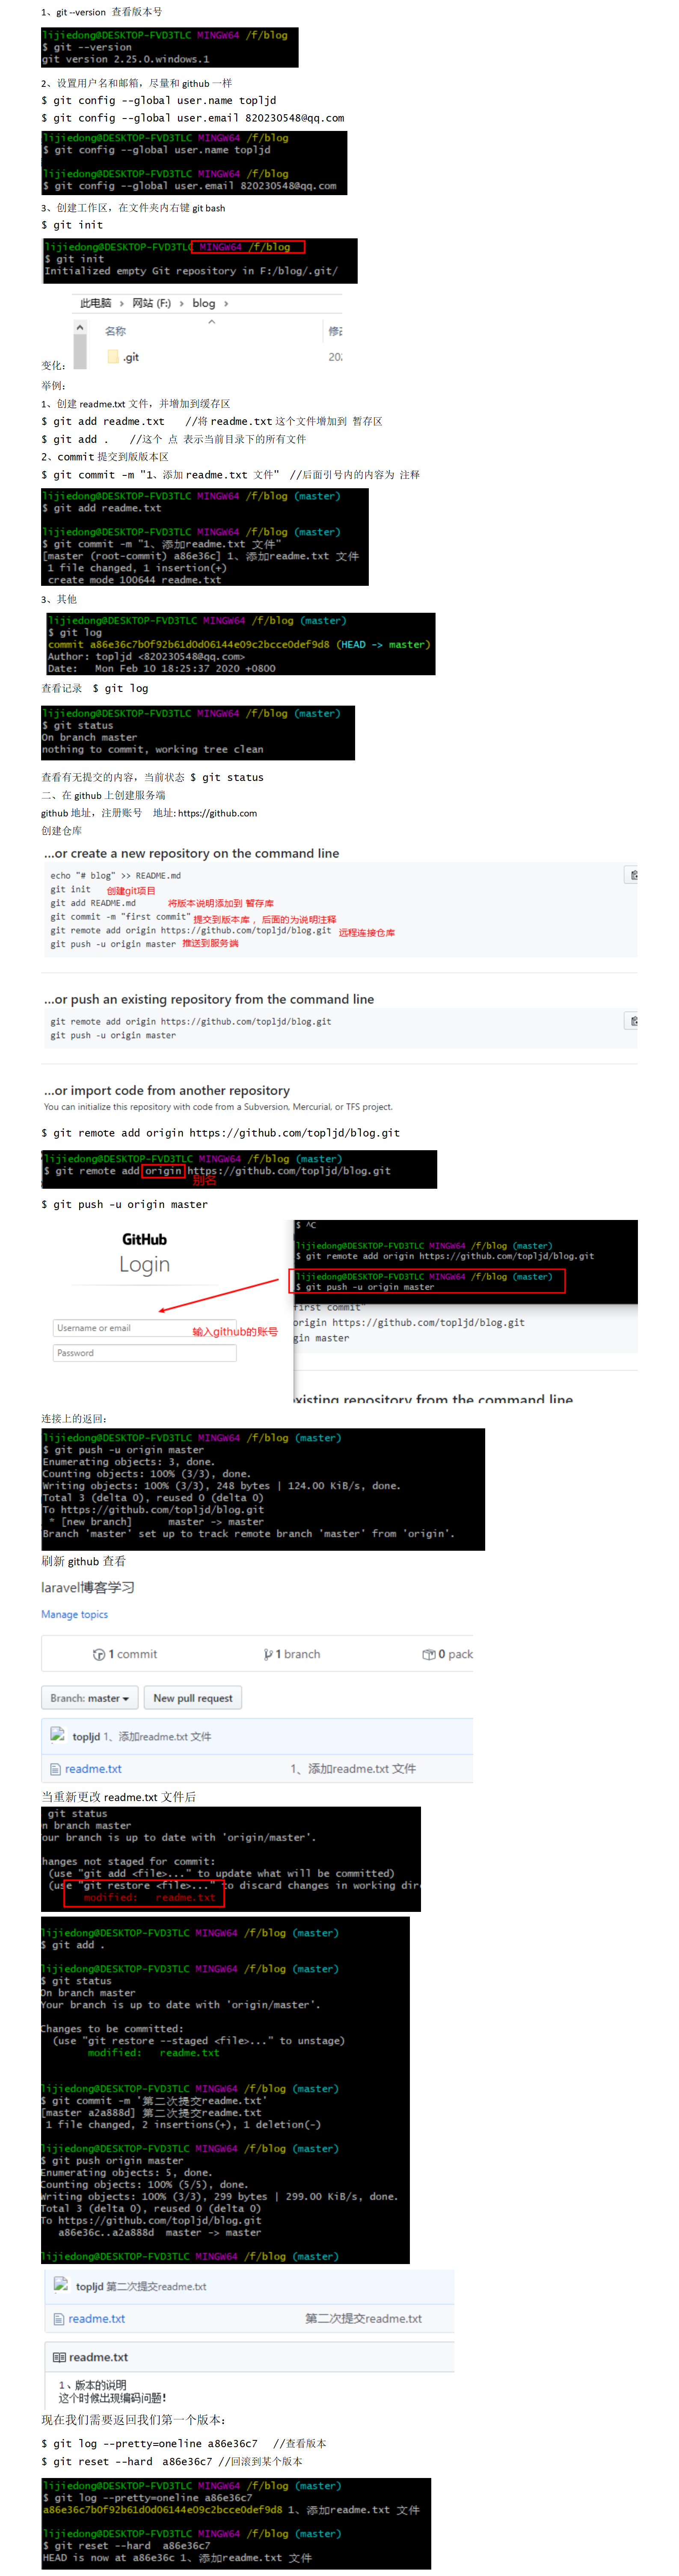 1、git --version 查看版本号
lijiedong@DESKTOP-FVD3TLC MINGW64 /f/blog
$ git --version
git version 2.25.0.windows.1
2、设置用户名和邮箱，尽量和 github 一样
$ git config --global user.name topljd
$ git config --global user.email 820230548@qq.com
lijiedong@DESKTOP-FVD3TLC MINGW64 /f/blog
$ git config --global user.name topljd
lijiedong@DESKTOP-FVD3TLC MINGW64 /f/blog
$ git config --global user.email 820230548@qq.com
3、创建工作区，在文件夹内右键 git bash
$ git init
lijiedong@DESKTOP-FVD3TLC MINGW64 /f/blog
$ git init
Initialized empty Git repository in F:/blog/.git/
此电脑 > 网站 (F:) > blog >
名称 修改
.git 202
变化：
举例：
1、创建 readme.txt 文件，并增加到缓存区
$ git add readme.txt //将 readme.txt 这个文件增加到 暂存区
$ git add . //这个 点 表示当前目录下的所有文件
2、commit 提交到版版本区
$ git commit -m "1、添加 readme.txt 文件" //后面引号内的内容为 注释
lijiedong@DESKTOP-FVD3TLC MINGW64 /f/blog (master)
$ git add readme.txt
lijiedong@DESKTOP-FVD3TLC MINGW64 /f/blog (master)
$ git commit -m "1、添加readme.txt 文件"
[master (root-commit) a86e36c] 1、添加readme.txt 文件
1 file changed, 1 insertion(+)
create mode 100644 readme.txt
3、其他
lijiedong@DESKTOP-FVD3TLC MINGW64 /f/blog (master)
$ git log
commit a86e36c7b0f92b61d0d06144e09c2bcce0def9d8 (HEAD -> master)
Author: topljd <820230548@qq.com>
Date: Mon Feb 10 18:25:37 2020 +0800
查看记录 $ git log
lijiedong@DESKTOP-FVD3TLC MINGW64 /f/blog (master)
$ git status
On branch master
nothing to commit, working tree clean
查看有无提交的内容，当前状态 $ git status
二、在 github 上创建服务端
github 地址，注册账号 地址: https://github.com
创建仓库
...or create a new repository on the command line
echo "# blog" >> README.md
git init 创建git项目
git add README.md 将版本说明添加到 暂存库
git commit -m "first commit" 提交到版本库，后面的为说明注释
git remote add origin https://github.com/topljd/blog.git 远程连接仓库
git push -u origin master 推送到服务端
...or push an existing repository from the command line
git remote add origin https://github.com/topljd/blog.git
git push -u origin master
...or import code from another repository
You can initialize this repository with code from a Subversion, Mercurial, or TFS project.
$ git remote add origin https://github.com/topljd/blog.git
lijiedong@DESKTOP-FVD3TLC MINGW64 /f/blog (master)
$ git remote add origin https://github.com/topljd/blog.git
别名
$ git push -u origin master
GitHub
Login
Username or email
输入github的账号
Password
$ ^C
lijiedong@DESKTOP-FVD3TLC MINGW64 /f/blog (master)
$ git remote add origin https://github.com/topljd/blog.git
lijiedong@DESKTOP-FVD3TLC MINGW64 /f/blog (master)
$ git push -u origin master
first commit"
origin https://github.com/topljd/blog.git
gin master
existing repository from the command line
连接上的返回：
lijiedong@DESKTOP-FVD3TLC MINGW64 /f/blog (master)
$ git push -u origin master
Enumerating objects: 3, done.
Counting objects: 100% (3/3), done.
Writing objects: 100% (3/3), 248 bytes | 124.00 KiB/s, done.
Total 3 (delta 0), reused 0 (delta 0)
To https://github.com/topljd/blog.git
* [new branch] master -> master
Branch 'master' set up to track remote branch 'master' from 'origin'.
刷新 github 查看
laravel博客学习
Manage topics
1 commit 1 branch 0 pack
Branch: master New pull request
topljd 1、添加readme.txt 文件
readme.txt 1、添加readme.txt 文件
当重新更改 readme.txt 文件后
git status
n branch master
our branch is up to date with 'origin/master'.
hanges not staged for commit:
(use "git add <file>..." to update what will be committed)
(use "git restore <file>..." to discard changes in working dire
modified: readme.txt
lijiedong@DESKTOP-FVD3TLC MINGW64 /f/blog (master)
$ git add .
lijiedong@DESKTOP-FVD3TLC MINGW64 /f/blog (master)
$ git status
On branch master
Your branch is up to date with 'origin/master'.
Changes to be committed:
(use "git restore --staged <file>..." to unstage)
modified: readme.txt
lijiedong@DESKTOP-FVD3TLC MINGW64 /f/blog (master)
$ git commit -m '第二次提交readme.txt'
[master a2a888d] 第二次提交readme.txt
1 file changed, 2 insertions(+), 1 deletion(-)
lijiedong@DESKTOP-FVD3TLC MINGW64 /f/blog (master)
$ git push origin master
Enumerating objects: 5, done.
Counting objects: 100% (5/5), done.
Writing objects: 100% (3/3), 299 bytes | 299.00 KiB/s, done.
Total 3 (delta 0), reused 0 (delta 0)
To https://github.com/topljd/blog.git
a86e36c..a2a888d master -> master
lijiedong@DESKTOP-FVD3TLC MINGW64 /f/blog (master)
topljd 第二次提交readme.txt
readme.txt 第二次提交readme.txt
readme.txt
1、版本的说明
这个时候出现编码问题！
现在我们需要返回我们第一个版本：
$ git log --pretty=oneline a86e36c7 //查看版本
$ git reset --hard a86e36c7 //回滚到某个版本
lijiedong@DESKTOP-FVD3TLC MINGW64 /f/blog (master)
$ git log --pretty=oneline a86e36c7
a86e36c7b0f92b61d0d06144e09c2bcce0def9d8 1、添加readme.txt 文件
lijiedong@DESKTOP-FVD3TLC MINGW64 /f/blog (master)
$ git reset --hard a86e36c7
HEAD is now at a86e36c 1、添加readme.txt 文件